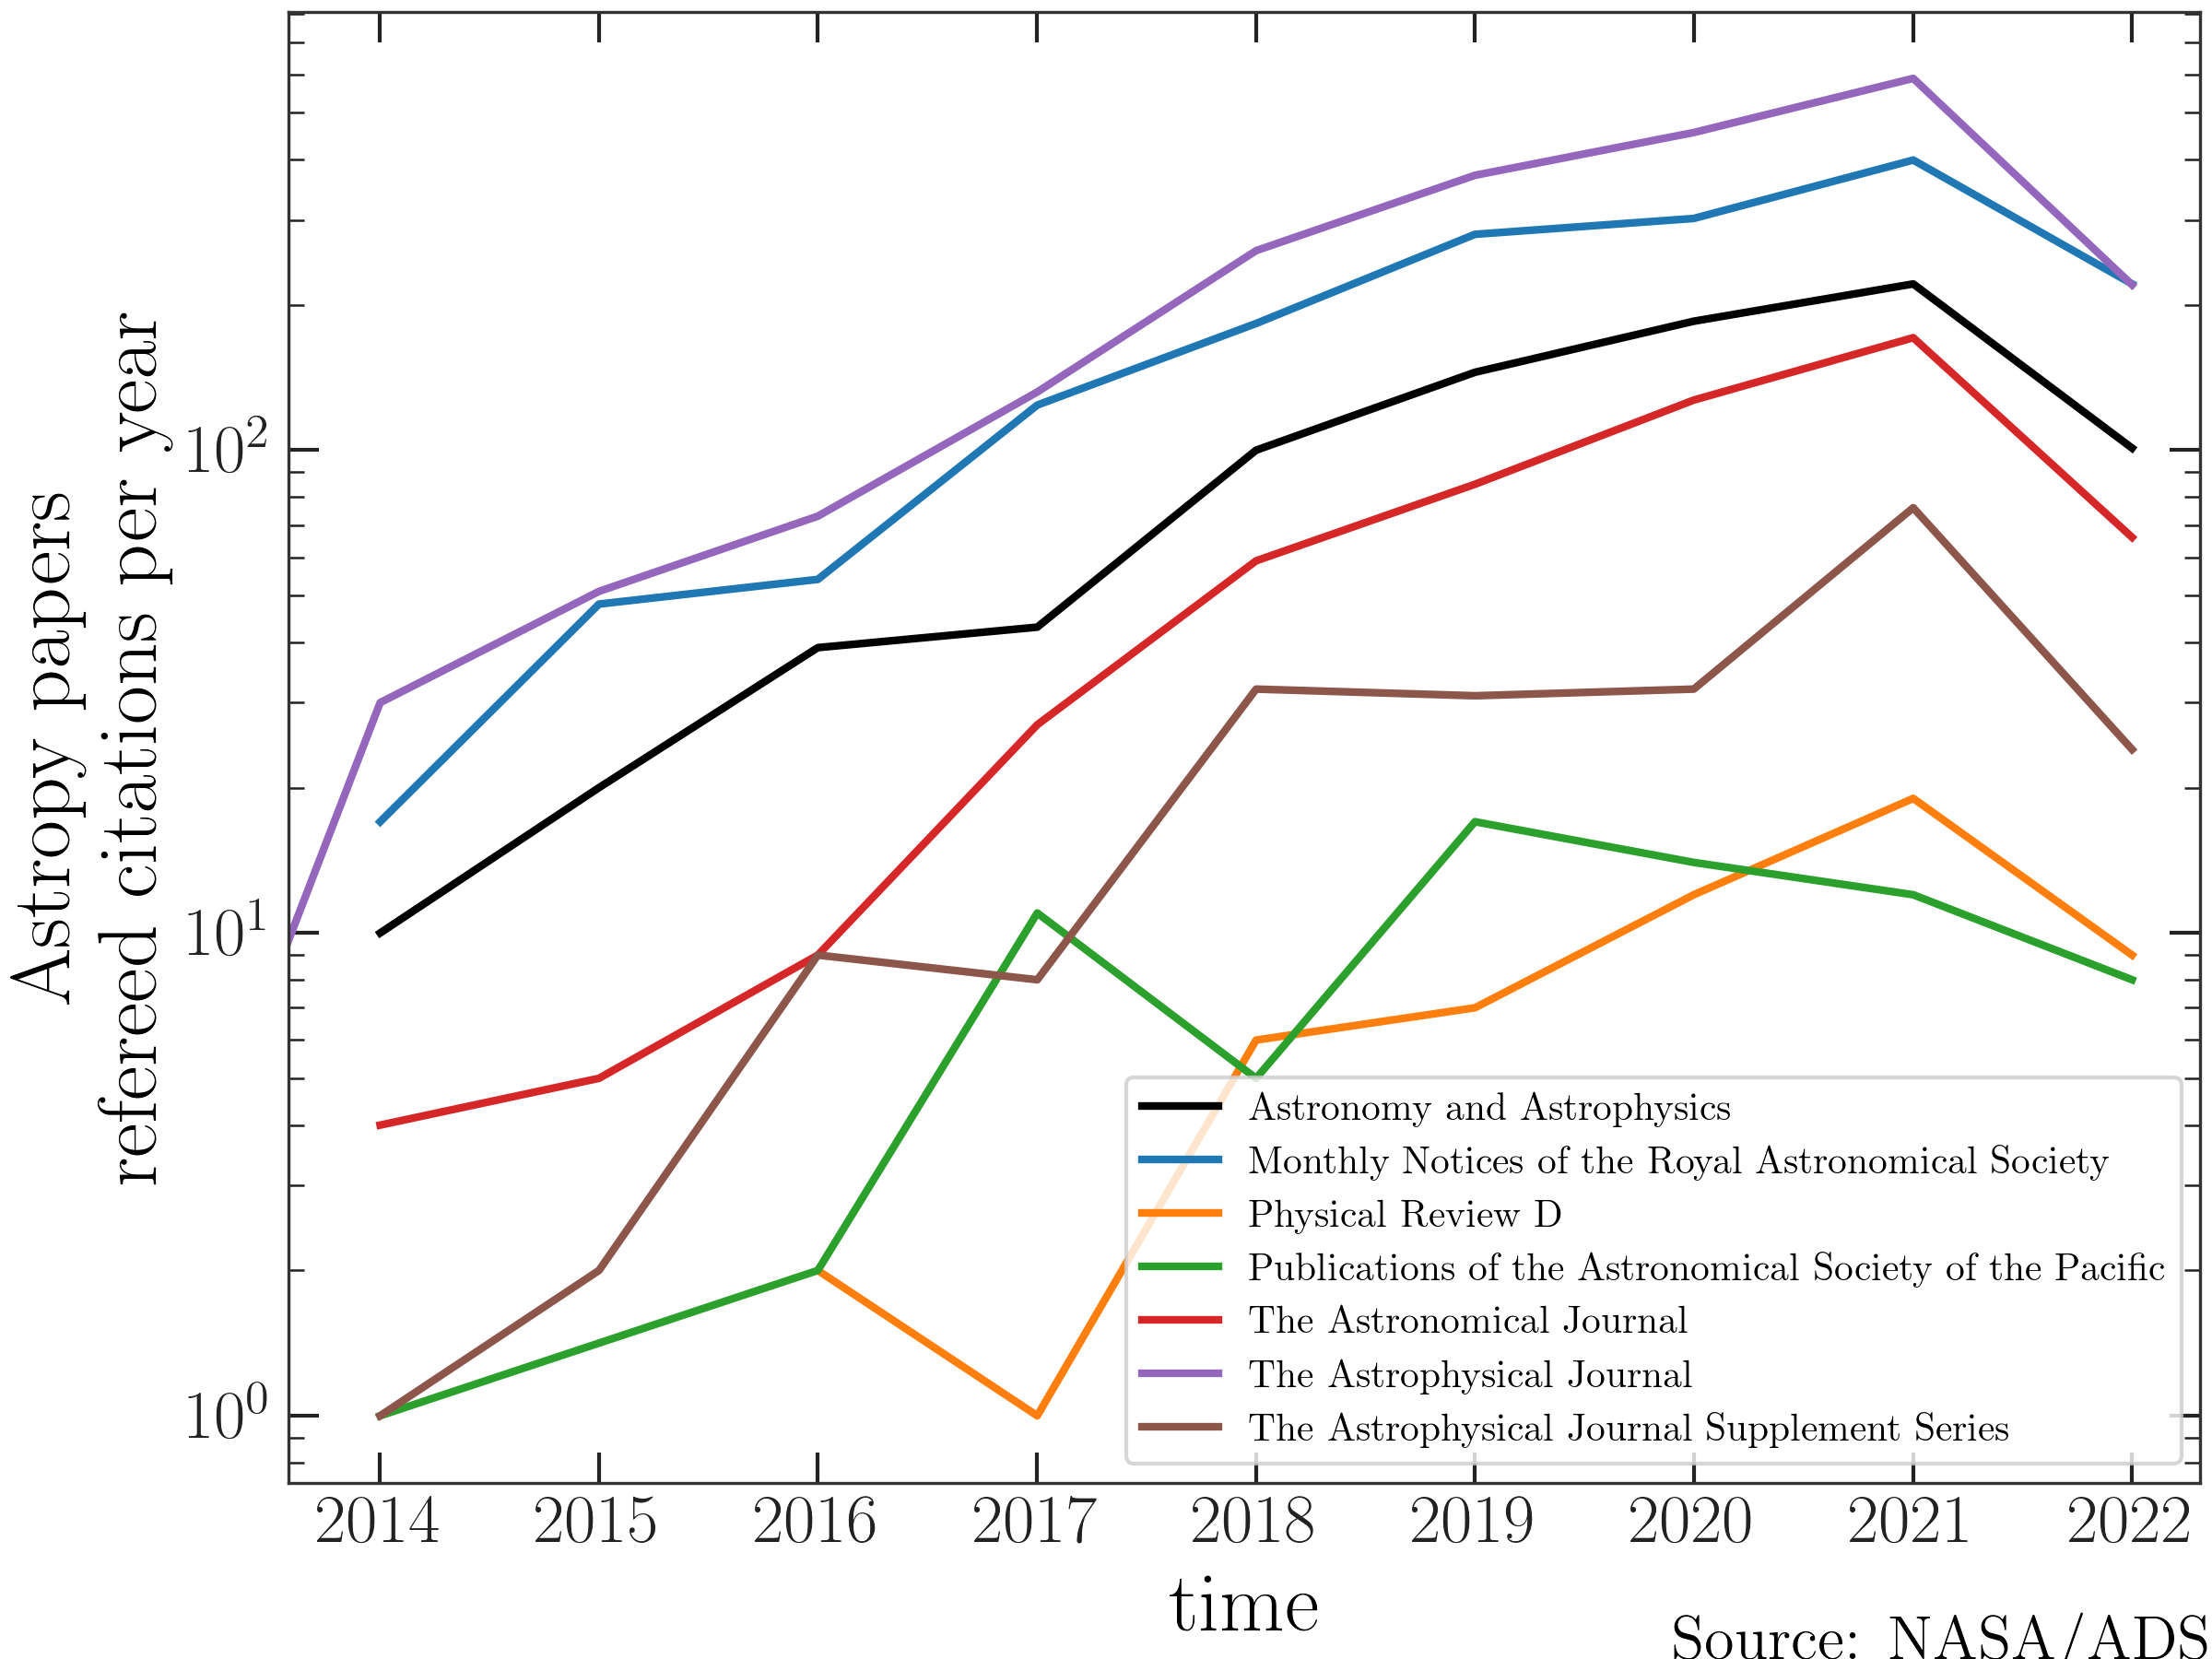 Astropy papers
refereed citations per year
10²
10¹
10⁰
Astronomy and Astrophysics
Monthly Notices of the Royal Astronomical Society
Physical Review D
Publications of the Astronomical Society of the Pacific
The Astronomical Journal
The Astrophysical Journal
The Astrophysical Journal Supplement Series
2014 2015 2016 2017 2018 2019 2020 2021 2022
time
Source: NASA/ADS